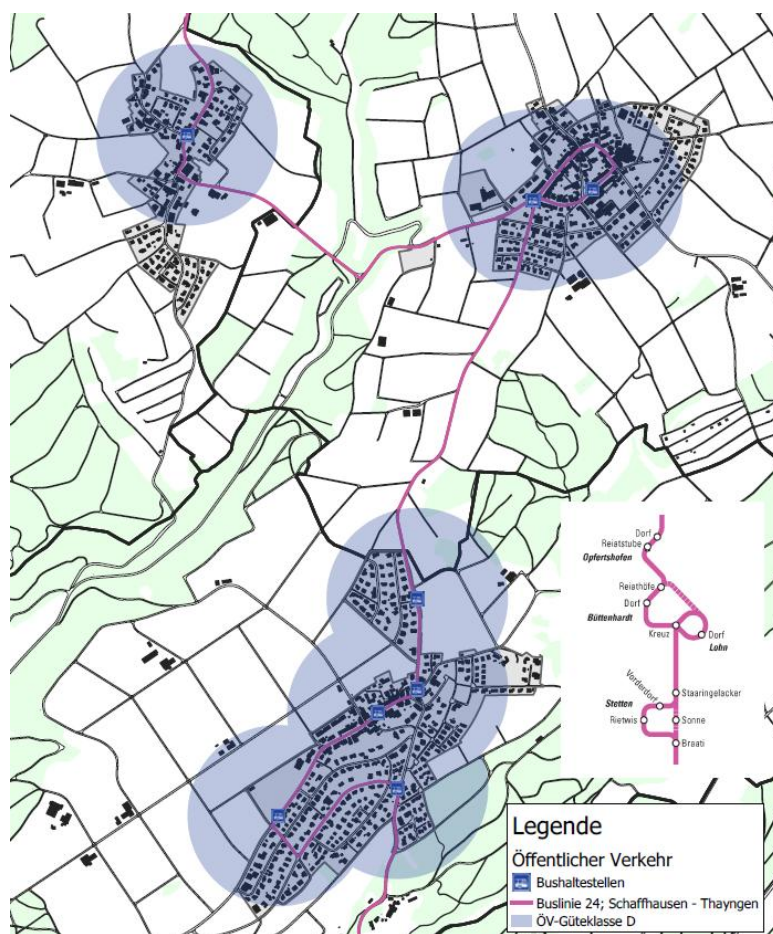 Dorf
Reiatstube
Opfertshofen
Reiathöfe
Dorf
Büttenhardt
Kreuz
Dorf
Lohn
Vorderdorf
Staaringelacker
Stetten
Rietwis
Sonne
Braati
Legende
Öffentlicher Verkehr
Bushaltestellen
Buslinie 24; Schaffhausen - Thayngen
ÖV-Güteklasse D